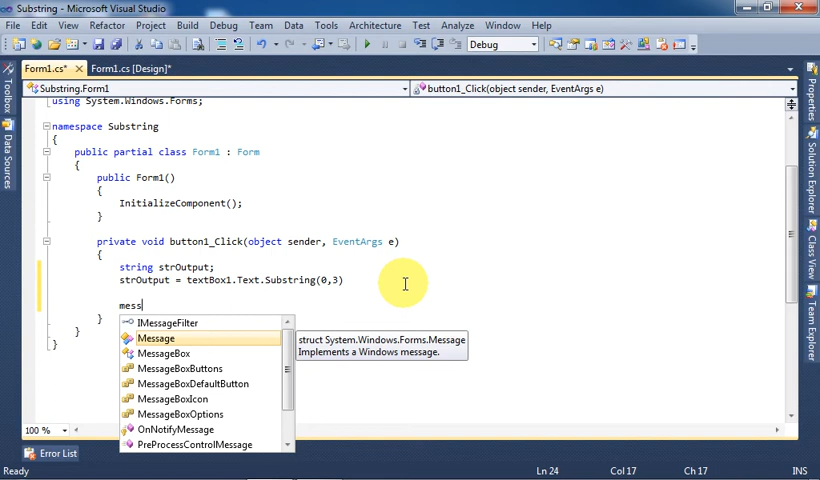 Substring - Microsoft Visual Studio
File Edit View Refactor Project Build Debug Team Data Tools Architecture Test Analyze Window Help
Debug
Form1.cs* Form1.cs [Design]*
Substring.Form1 button1_Click(object sender, EventArgs e)
using System.Windows.Forms;
namespace Substring
{
public partial class Form1 : Form
{
public Form1()
{
InitializeComponent();
}
private void button1_Click(object sender, EventArgs e)
{
string strOutput;
strOutput = textBox1.Text.Substring(0,3)
mess
}
}
}
IMessageFilter
Message
MessageBox
MessageBoxButtons
MessageBoxDefaultButton
MessageBoxIcon
MessageBoxOptions
OnNotifyMessage
PreProcessControlMessage
struct System.Windows.Forms.Message
Implements a Windows message.
Toolbox
Data Sources
Properties
Solution Explorer
Class View
Team Explorer
100 %
Error List
Ready Ln 24 Col 17 Ch 17 INS